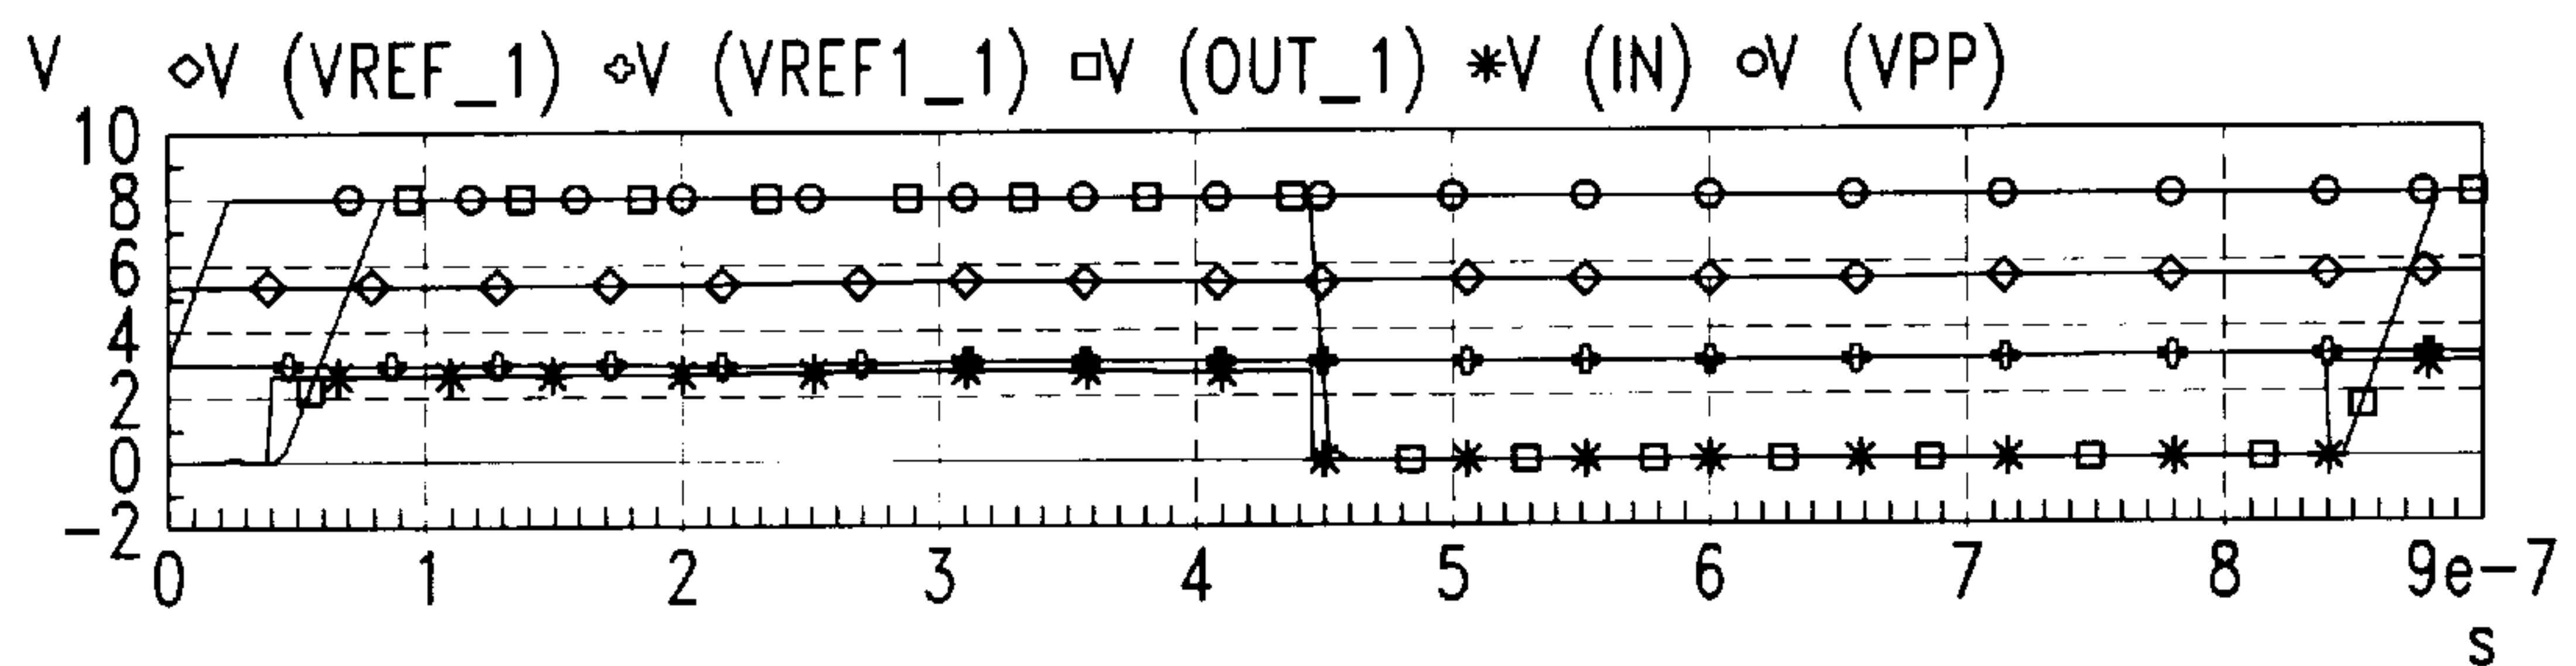 V ◇V (VREF_1) ✧V (VREF1_1) □V (OUT_1) ✳V (IN) ○V (VPP)
10
8
6
4
2
0
-2
0 1 2 3 4 5 6 7 8 9e-7
s